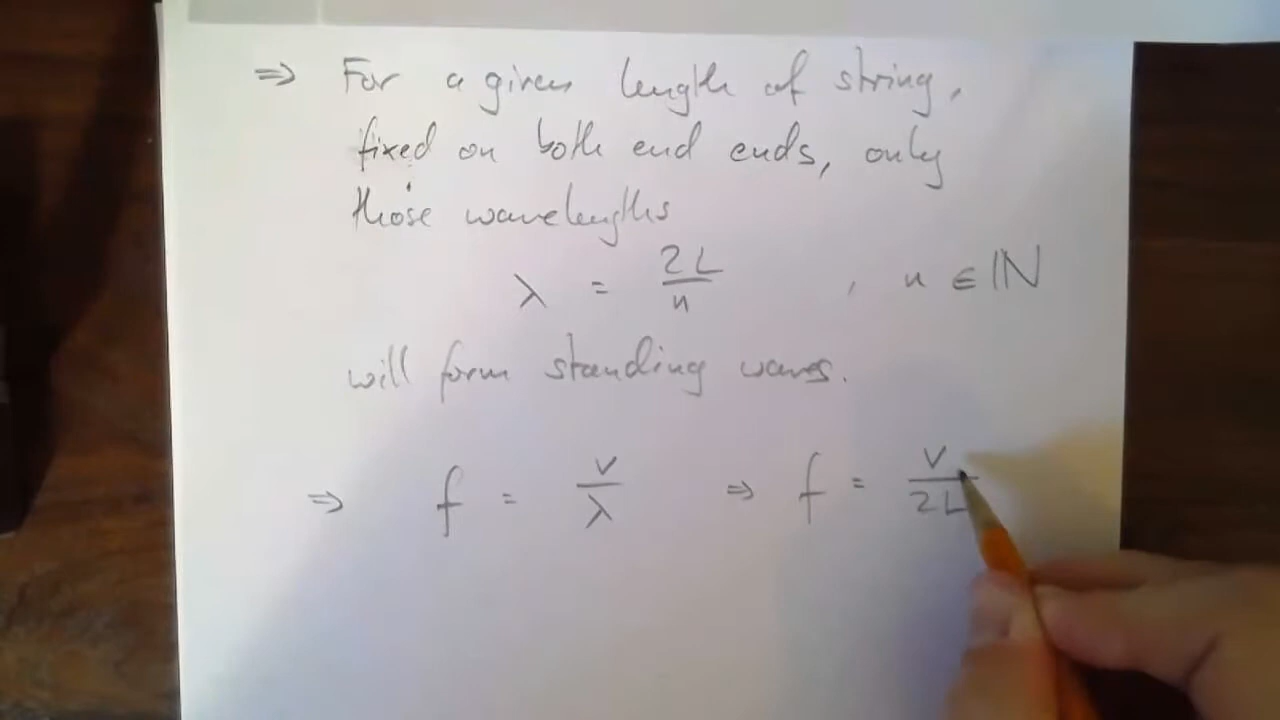 ⇒ For a given length of string,
fixed on both end ends, only
those wavelengths
λ = 2L/n , n ∈ ℕ
will form standing waves.
⇒ f = v/λ ⇒ f = v/2L